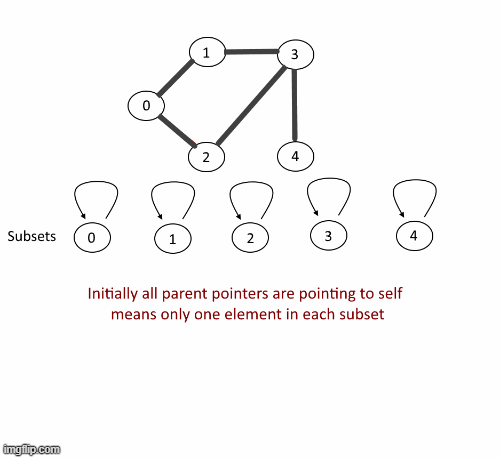 1
3
0
2
4
Subsets
0
1
2
3
4
Initially all parent pointers are pointing to self
means only one element in each subset
imgflip.com